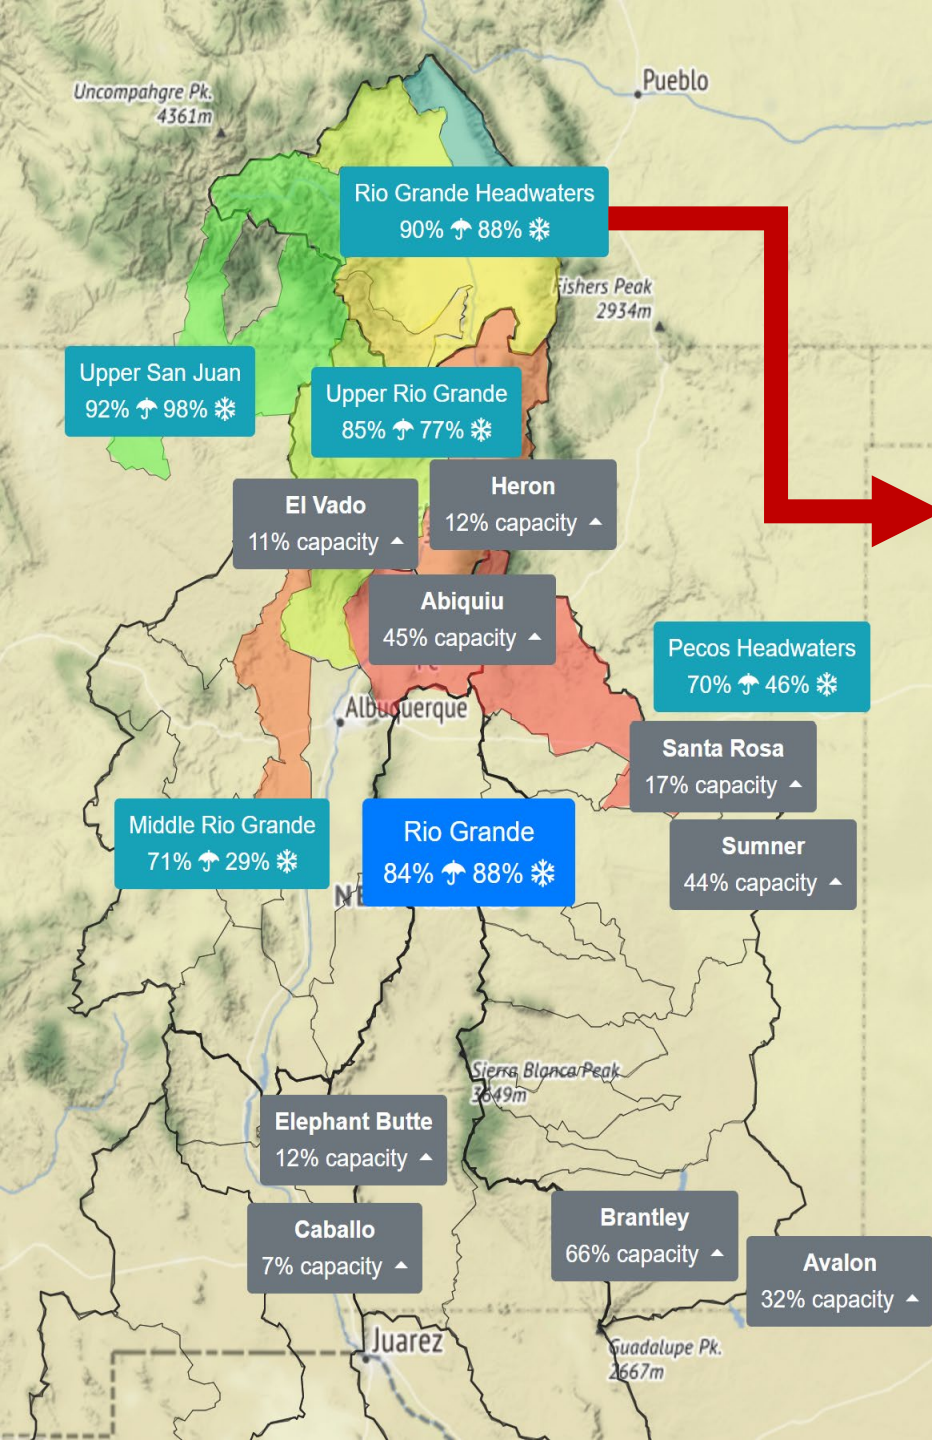 Uncompahgre Pk.
4361m
Pueblo
Rio Grande Headwaters
90% 88%
Fishers Peak
2934m
Upper San Juan
92% 98%
Upper Rio Grande
85% 77%
Heron
12% capacity
El Vado
11% capacity
Abiquiu
45% capacity
Pecos Headwaters
70% 46%
Albuquerque
Santa Rosa
17% capacity
Middle Rio Grande
71% 29%
Rio Grande
84% 88%
Sumner
44% capacity
Sierra Blanca Peak
3649m
Elephant Butte
12% capacity
Caballo
7% capacity
Brantley
66% capacity
Avalon
32% capacity
Juarez
Guadalupe Pk.
2667m